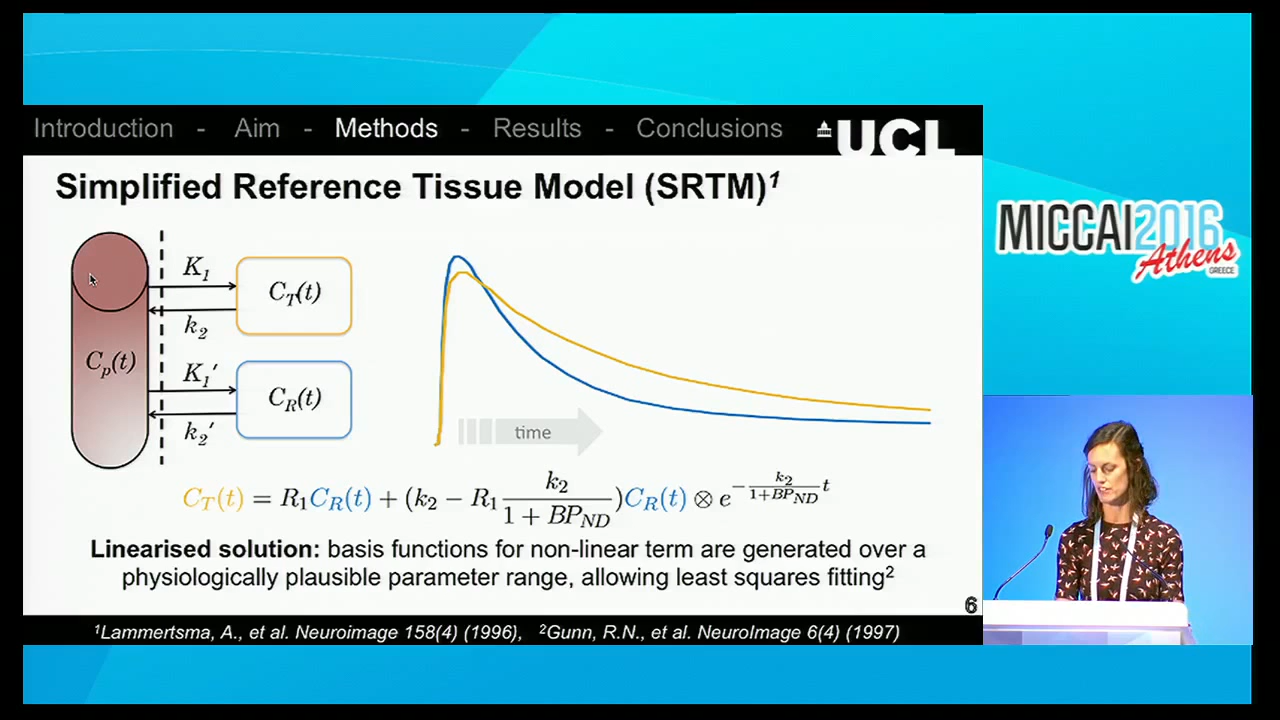 Introduction - Aim - Methods - Results - Conclusions UCL
Simplified Reference Tissue Model (SRTM)¹
K₁
C_T(t)
k₂
C_p(t)
K₁′
C_R(t)
k₂′
time
C_T(t) = R₁C_R(t) + (k₂ − R₁ k₂/(1 + BP_ND))C_R(t) ⊗ e^(−k₂/(1+BP_ND) t)
Linearised solution: basis functions for non-linear term are generated over a
physiologically plausible parameter range, allowing least squares fitting²
6
¹Lammertsma, A., et al. Neuroimage 158(4) (1996), ²Gunn, R.N., et al. NeuroImage 6(4) (1997)
MICCAI2016
Athens
GREECE